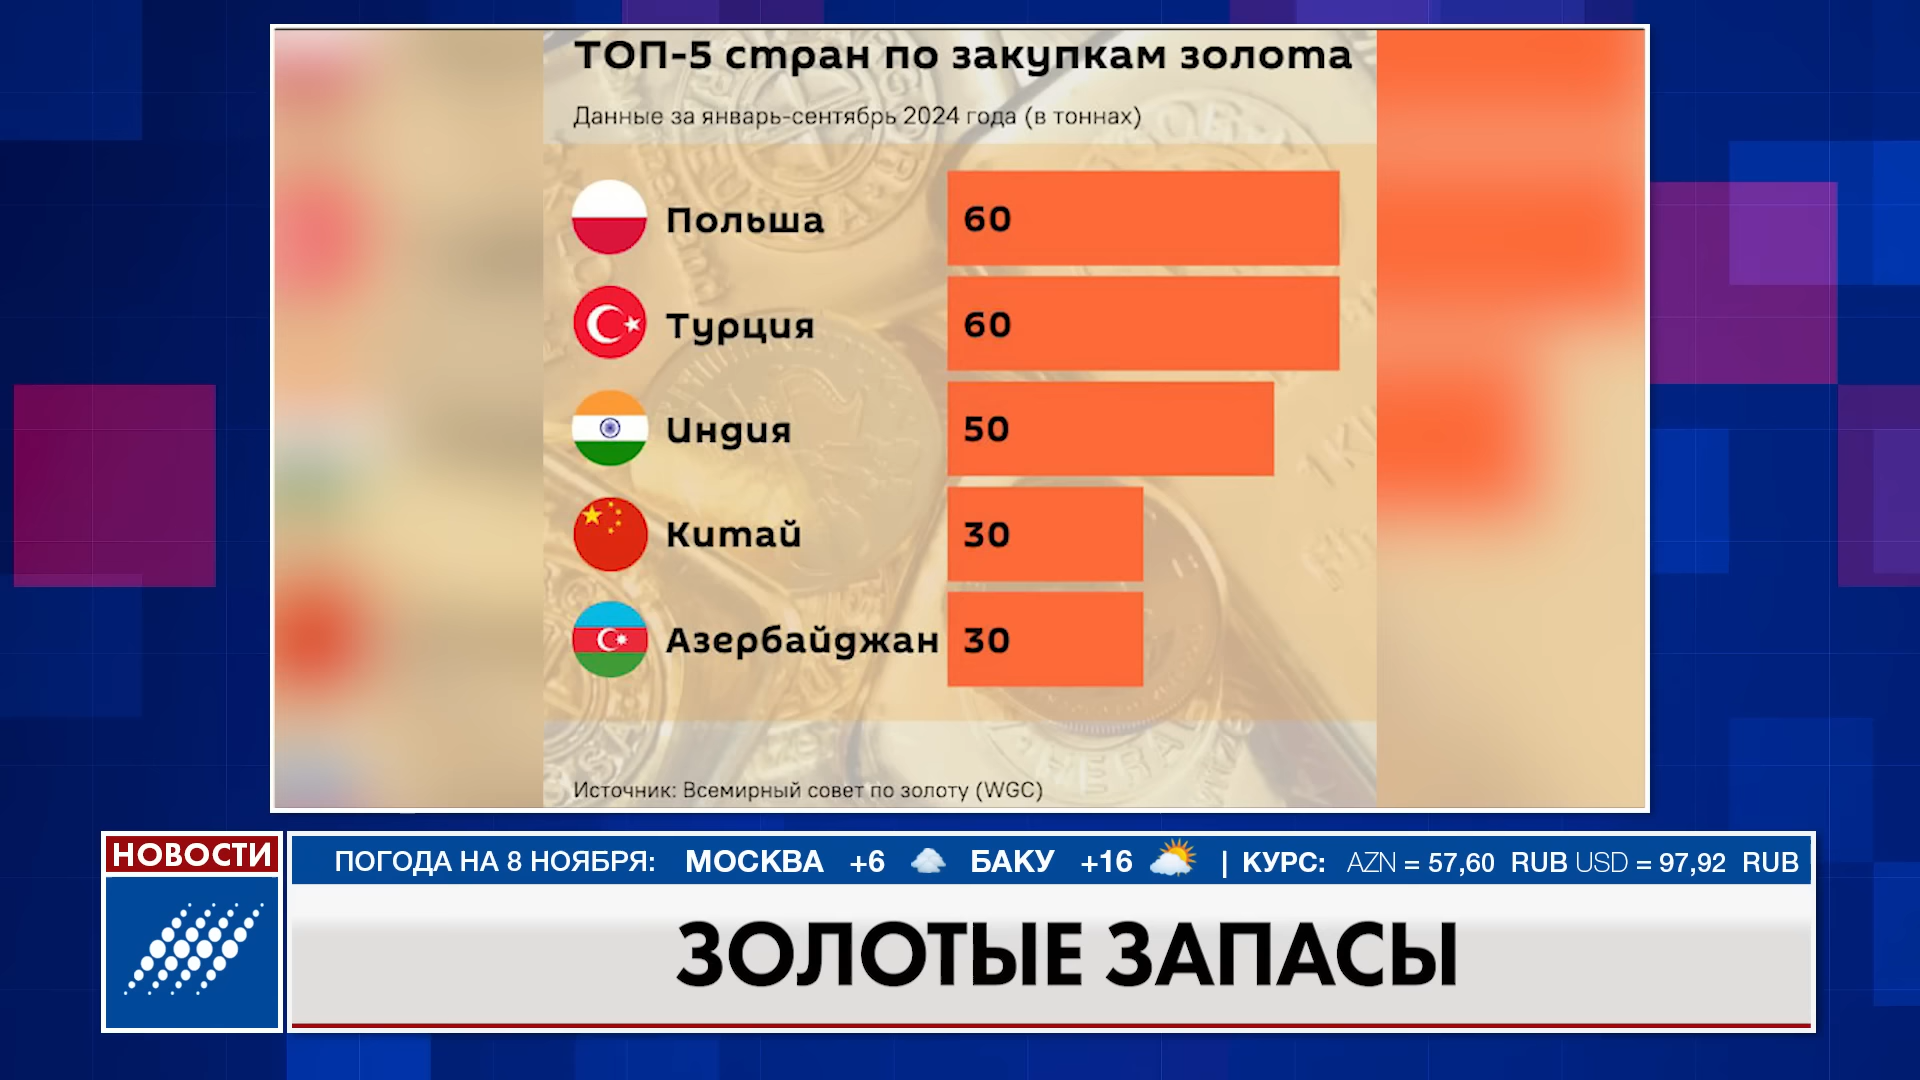 ТОП-5 стран по закупкам золота
Данные за январь-сентябрь 2024 года (в тоннах)
Польша 60
Турция 60
Индия 50
Китай 30
Азербайджан 30
Источник: Всемирный совет по золоту (WGC)
НОВОСТИ
ПОГОДА НА 8 НОЯБРЯ: МОСКВА +6 БАКУ +16 | КУРС: AZN = 57,60 RUB USD = 97,92 RUB
ЗОЛОТЫЕ ЗАПАСЫ